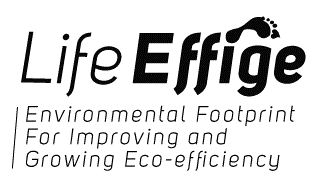 Life Effige
Environmental Footprint
For Improving and
Growing Eco-efficiency